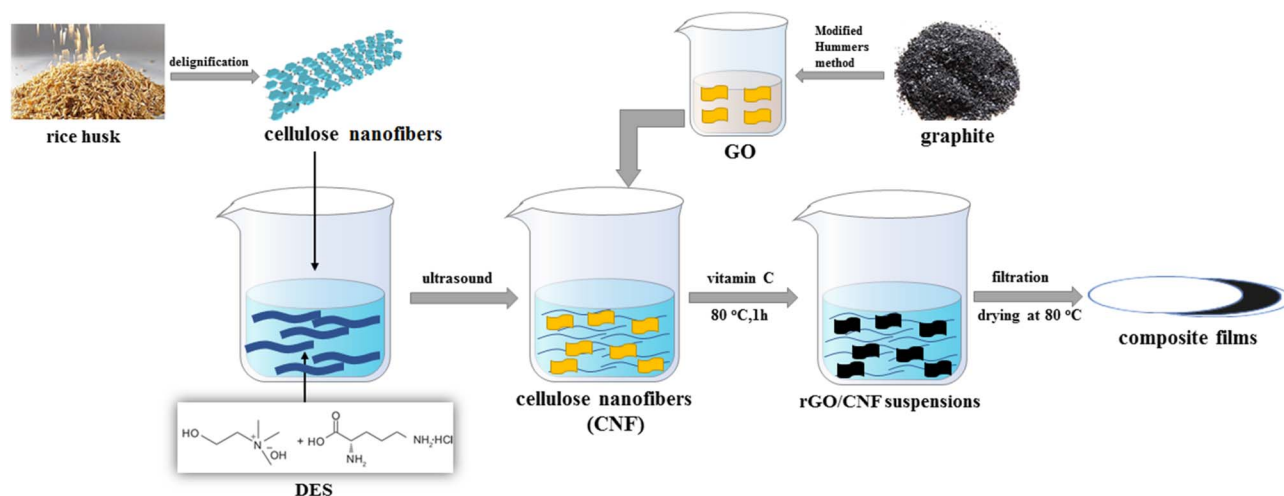 rice husk
delignification
cellulose nanofibers
GO
Modified
Hummers
method
graphite
ultrasound
cellulose nanofibers
(CNF)
vitamin C
80 °C,1h
rGO/CNF suspensions
filtration
drying at 80 °C
composite films
HO
N
+
−
OH
+
HO
O
NH₂
NH₂·HCl
DES